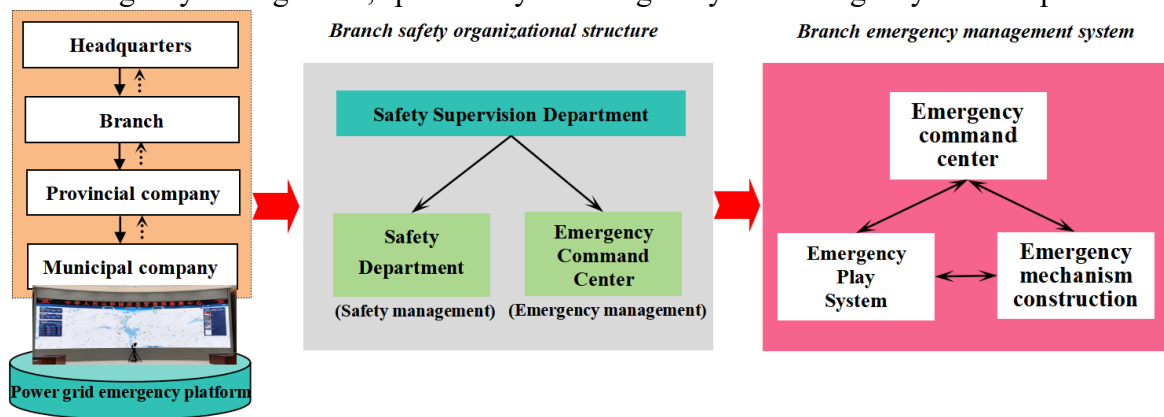 Headquarters
Branch
Provincial company
Municipal company
Power grid emergency platform
Branch safety organizational structure
Safety Supervision Department
Safety
Department
(Safety management)
Emergency
Command
Center
(Emergency management)
Branch emergency management system
Emergency
command
center
Emergency
Play
System
Emergency
mechanism
construction